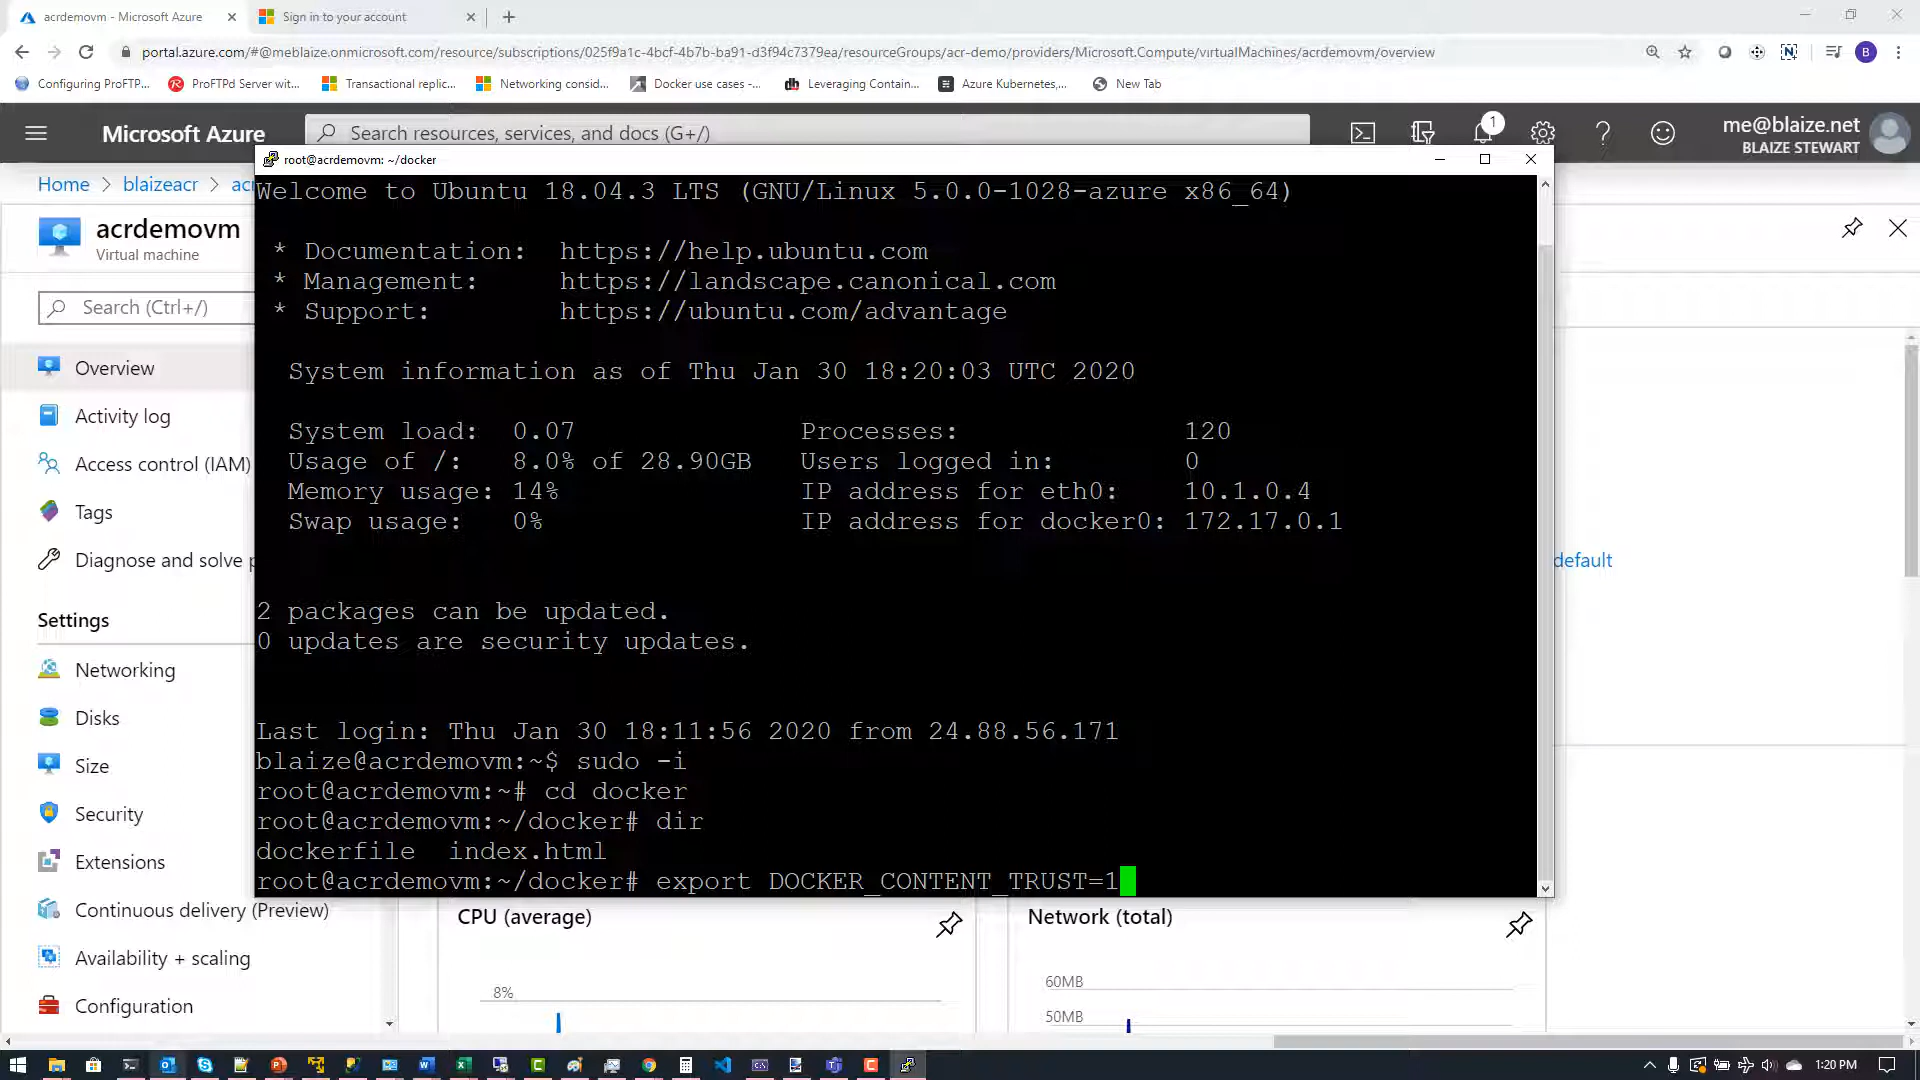 acrdemovm - Microsoft Azure
Sign in to your account
portal.azure.com/#@meblaize.onmicrosoft.com/resource/subscriptions/025f9a1c-4bcf-4b7b-ba91-d3f94c7379ea/resourceGroups/acr-demo/providers/Microsoft.Compute/virtualMachines/acrdemovm/overview
B
Configuring ProFTP...
ProFTPd Server wit...
Transactional replic...
Networking consid...
Docker use cases -...
Leveraging Contain...
Azure Kubernetes,...
New Tab
Microsoft Azure
Search resources, services, and docs (G+/)
1
me@blaize.net
BLAIZE STEWART
Home > blaizeacr >
acrdemovm
Virtual machine
Search (Ctrl+/)
Overview
Activity log
Access control (IAM)
Tags
Diagnose and solve p
Settings
Networking
Disks
Size
Security
Extensions
Continuous delivery (Preview)
Availability + scaling
Configuration
root@acrdemovm: ~/docker
Welcome to Ubuntu 18.04.3 LTS (GNU/Linux 5.0.0-1028-azure x86_64)
* Documentation: https://help.ubuntu.com
* Management: https://landscape.canonical.com
* Support: https://ubuntu.com/advantage
System information as of Thu Jan 30 18:20:03 UTC 2020
System load: 0.07 Processes: 120
Usage of /: 8.0% of 28.90GB Users logged in: 0
Memory usage: 14% IP address for eth0: 10.1.0.4
Swap usage: 0% IP address for docker0: 172.17.0.1
2 packages can be updated.
0 updates are security updates.
Last login: Thu Jan 30 18:11:56 2020 from 24.88.56.171
blaize@acrdemovm:~$ sudo -i
root@acrdemovm:~# cd docker
root@acrdemovm:~/docker# dir
dockerfile index.html
root@acrdemovm:~/docker# export DOCKER_CONTENT_TRUST=1
default
CPU (average)
8%
Network (total)
60MB
50MB
1:20 PM